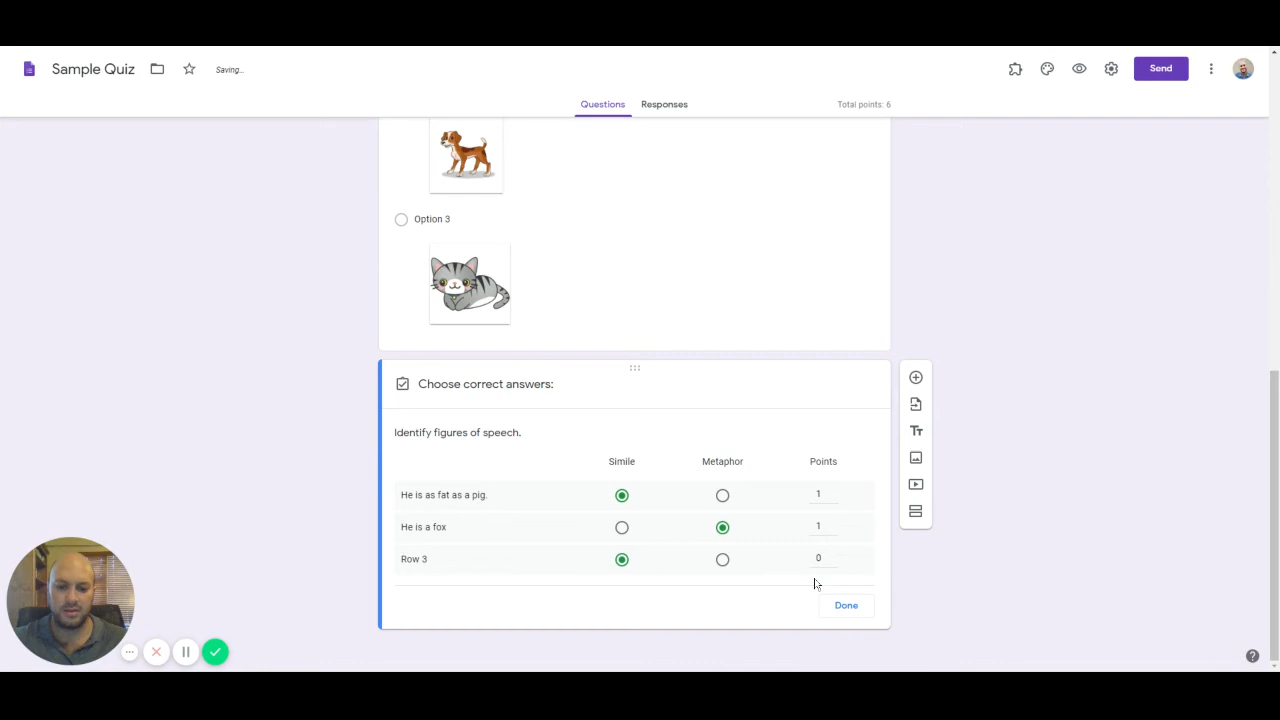 Sample Quiz Saving...
Send
Questions Responses Total points: 6
Option 3
Choose correct answers:
Identify figures of speech.
Simile Metaphor Points
He is as fat as a pig. 1
He is a fox 1
Row 3 0
Done